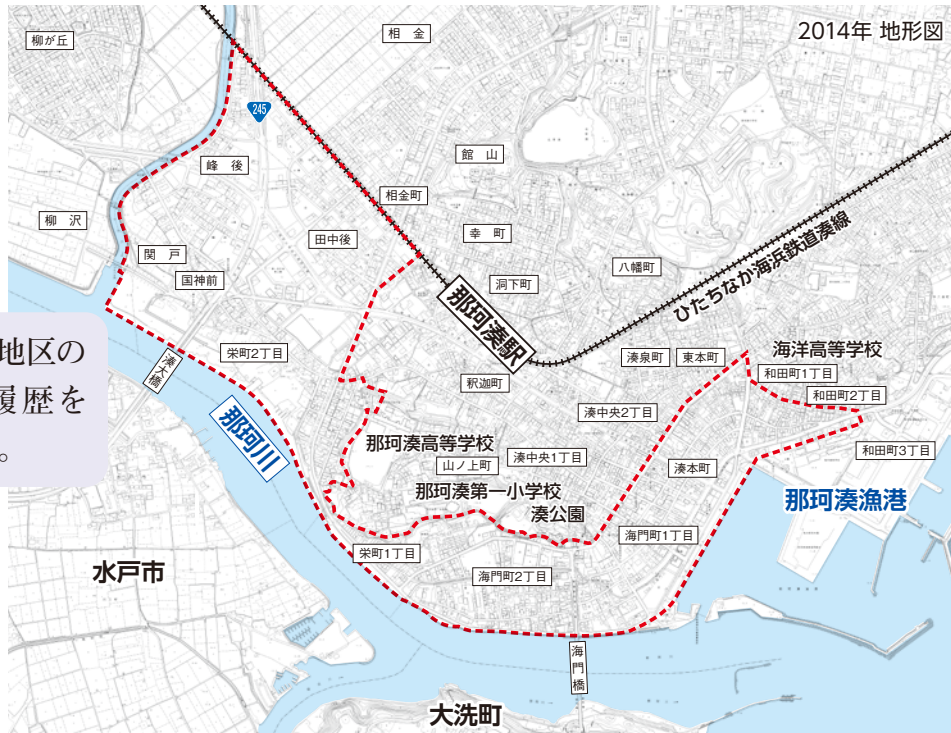 2014年 地形図
柳が丘
相金
245
峰後
館山
相金町
柳沢
田中後
幸町
関戸
国神前
洞下町
八幡町
ひたちなか海浜鉄道湊線
那珂湊駅
地区の
履歴を
。
湊大橋
栄町2丁目
釈迦町
湊泉町
東本町
海洋高等学校
和田町1丁目
和田町2丁目
那珂川
湊中央2丁目
那珂湊高等学校
山ノ上町
湊中央1丁目
湊本町
和田町3丁目
那珂湊第一小学校
湊公園
那珂湊漁港
海門町1丁目
栄町1丁目
水戸市
海門町2丁目
海門橋
大洗町